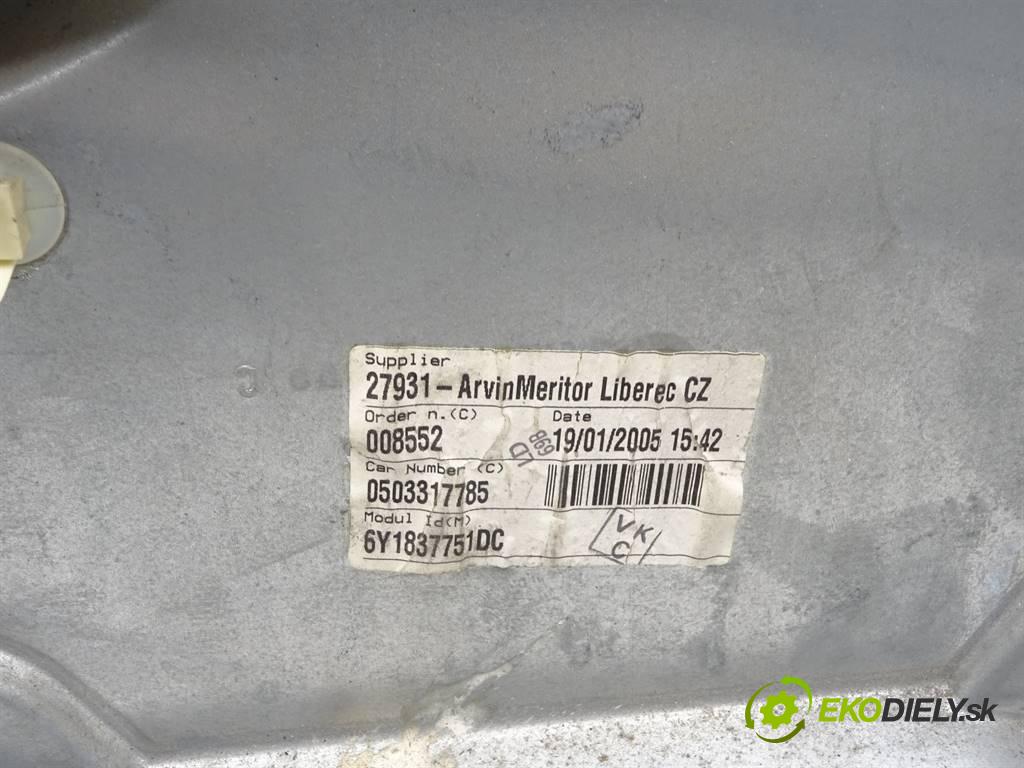 Supplier
27931-ArvinMeritor Liberec CZ
Order n.(C) Date
008552 19/01/2005 15:42
Car Number (C)
0503317785
Modul Id(M)
6Y1837751DC
VK
C
EKODIELY.sk